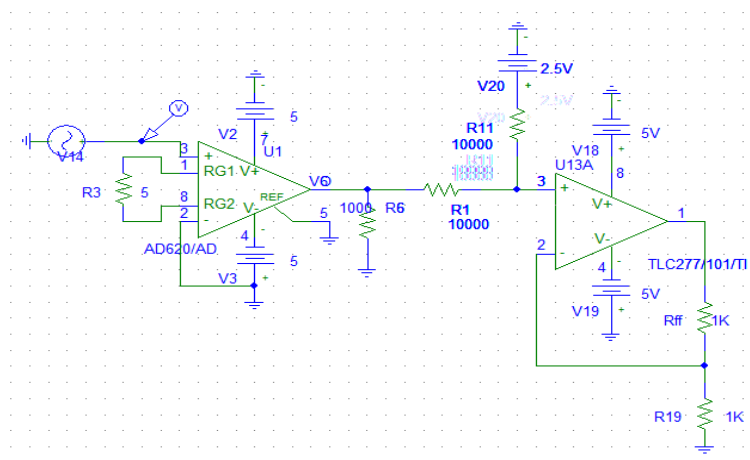 -
V20
2.5V
+
R11
10000
-
V18
5V
+
-
V2
5
+
7
U1
V
V14
3
+
1
RG1
V+
R3
5
8
RG2
REF
2
-
V-
4
-
5
AD620/AD
V3
5
+
V6
1000
R6
R1
10000
U13A
3
+
8
V+
1
2
-
V-
4
-
TLC277/101/TI
V19
5V
+
Rff
1K
R19
1K